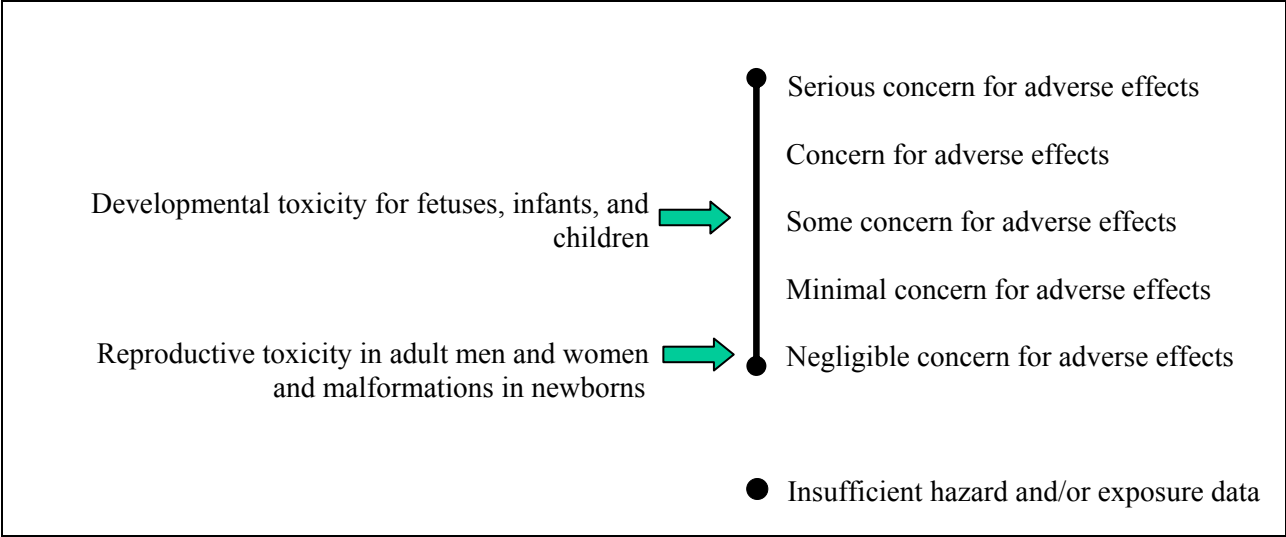 Serious concern for adverse effects
Concern for adverse effects
Developmental toxicity for fetuses, infants, and
children
Some concern for adverse effects
Minimal concern for adverse effects
Reproductive toxicity in adult men and women
and malformations in newborns
Negligible concern for adverse effects
Insufficient hazard and/or exposure data